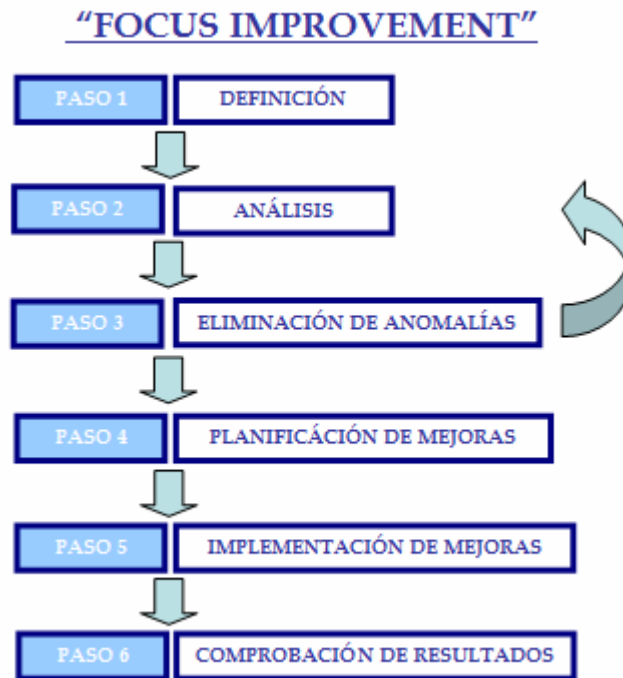 “FOCUS IMPROVEMENT”
PASO 1 DEFINICIÓN
PASO 2 ANÁLISIS
PASO 3 ELIMINACIÓN DE ANOMALÍAS
PASO 4 PLANIFICÁCIÓN DE MEJORAS
PASO 5 IMPLEMENTACIÓN DE MEJORAS
PASO 6 COMPROBACIÓN DE RESULTADOS